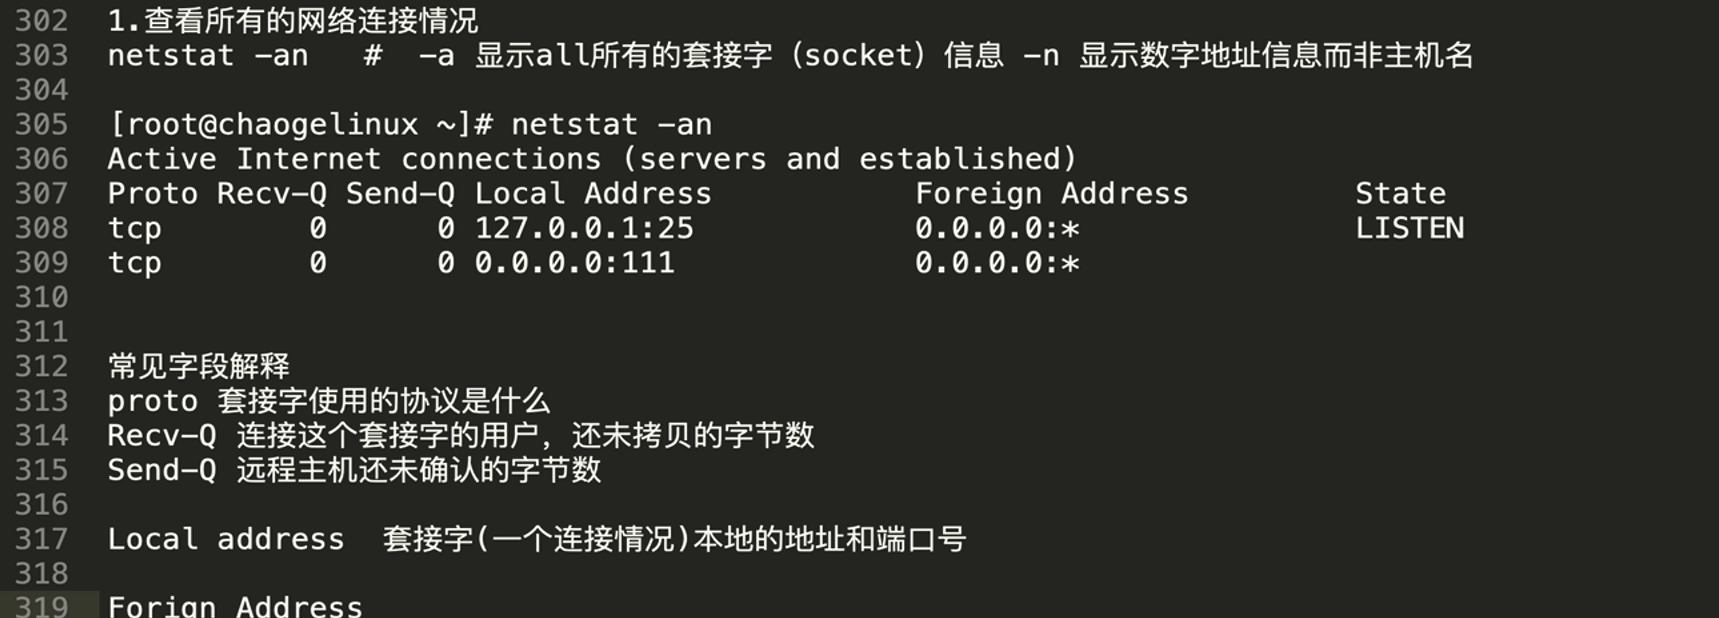 302 1.查看所有的网络连接情况
303 netstat -an   #  -a 显示all所有的套接字（socket）信息 -n 显示数字地址信息而非主机名
304
305 [root@chaogelinux ~]# netstat -an
306 Active Internet connections (servers and established)
307 Proto Recv-Q Send-Q Local Address           Foreign Address         State
308 tcp        0      0 127.0.0.1:25            0.0.0.0:*               LISTEN
309 tcp        0      0 0.0.0.0:111             0.0.0.0:*
310
311
312 常见字段解释
313 proto 套接字使用的协议是什么
314 Recv-Q 连接这个套接字的用户，还未拷贝的字节数
315 Send-Q 远程主机还未确认的字节数
316
317 Local address  套接字(一个连接情况)本地的地址和端口号
318
319 Forign Address